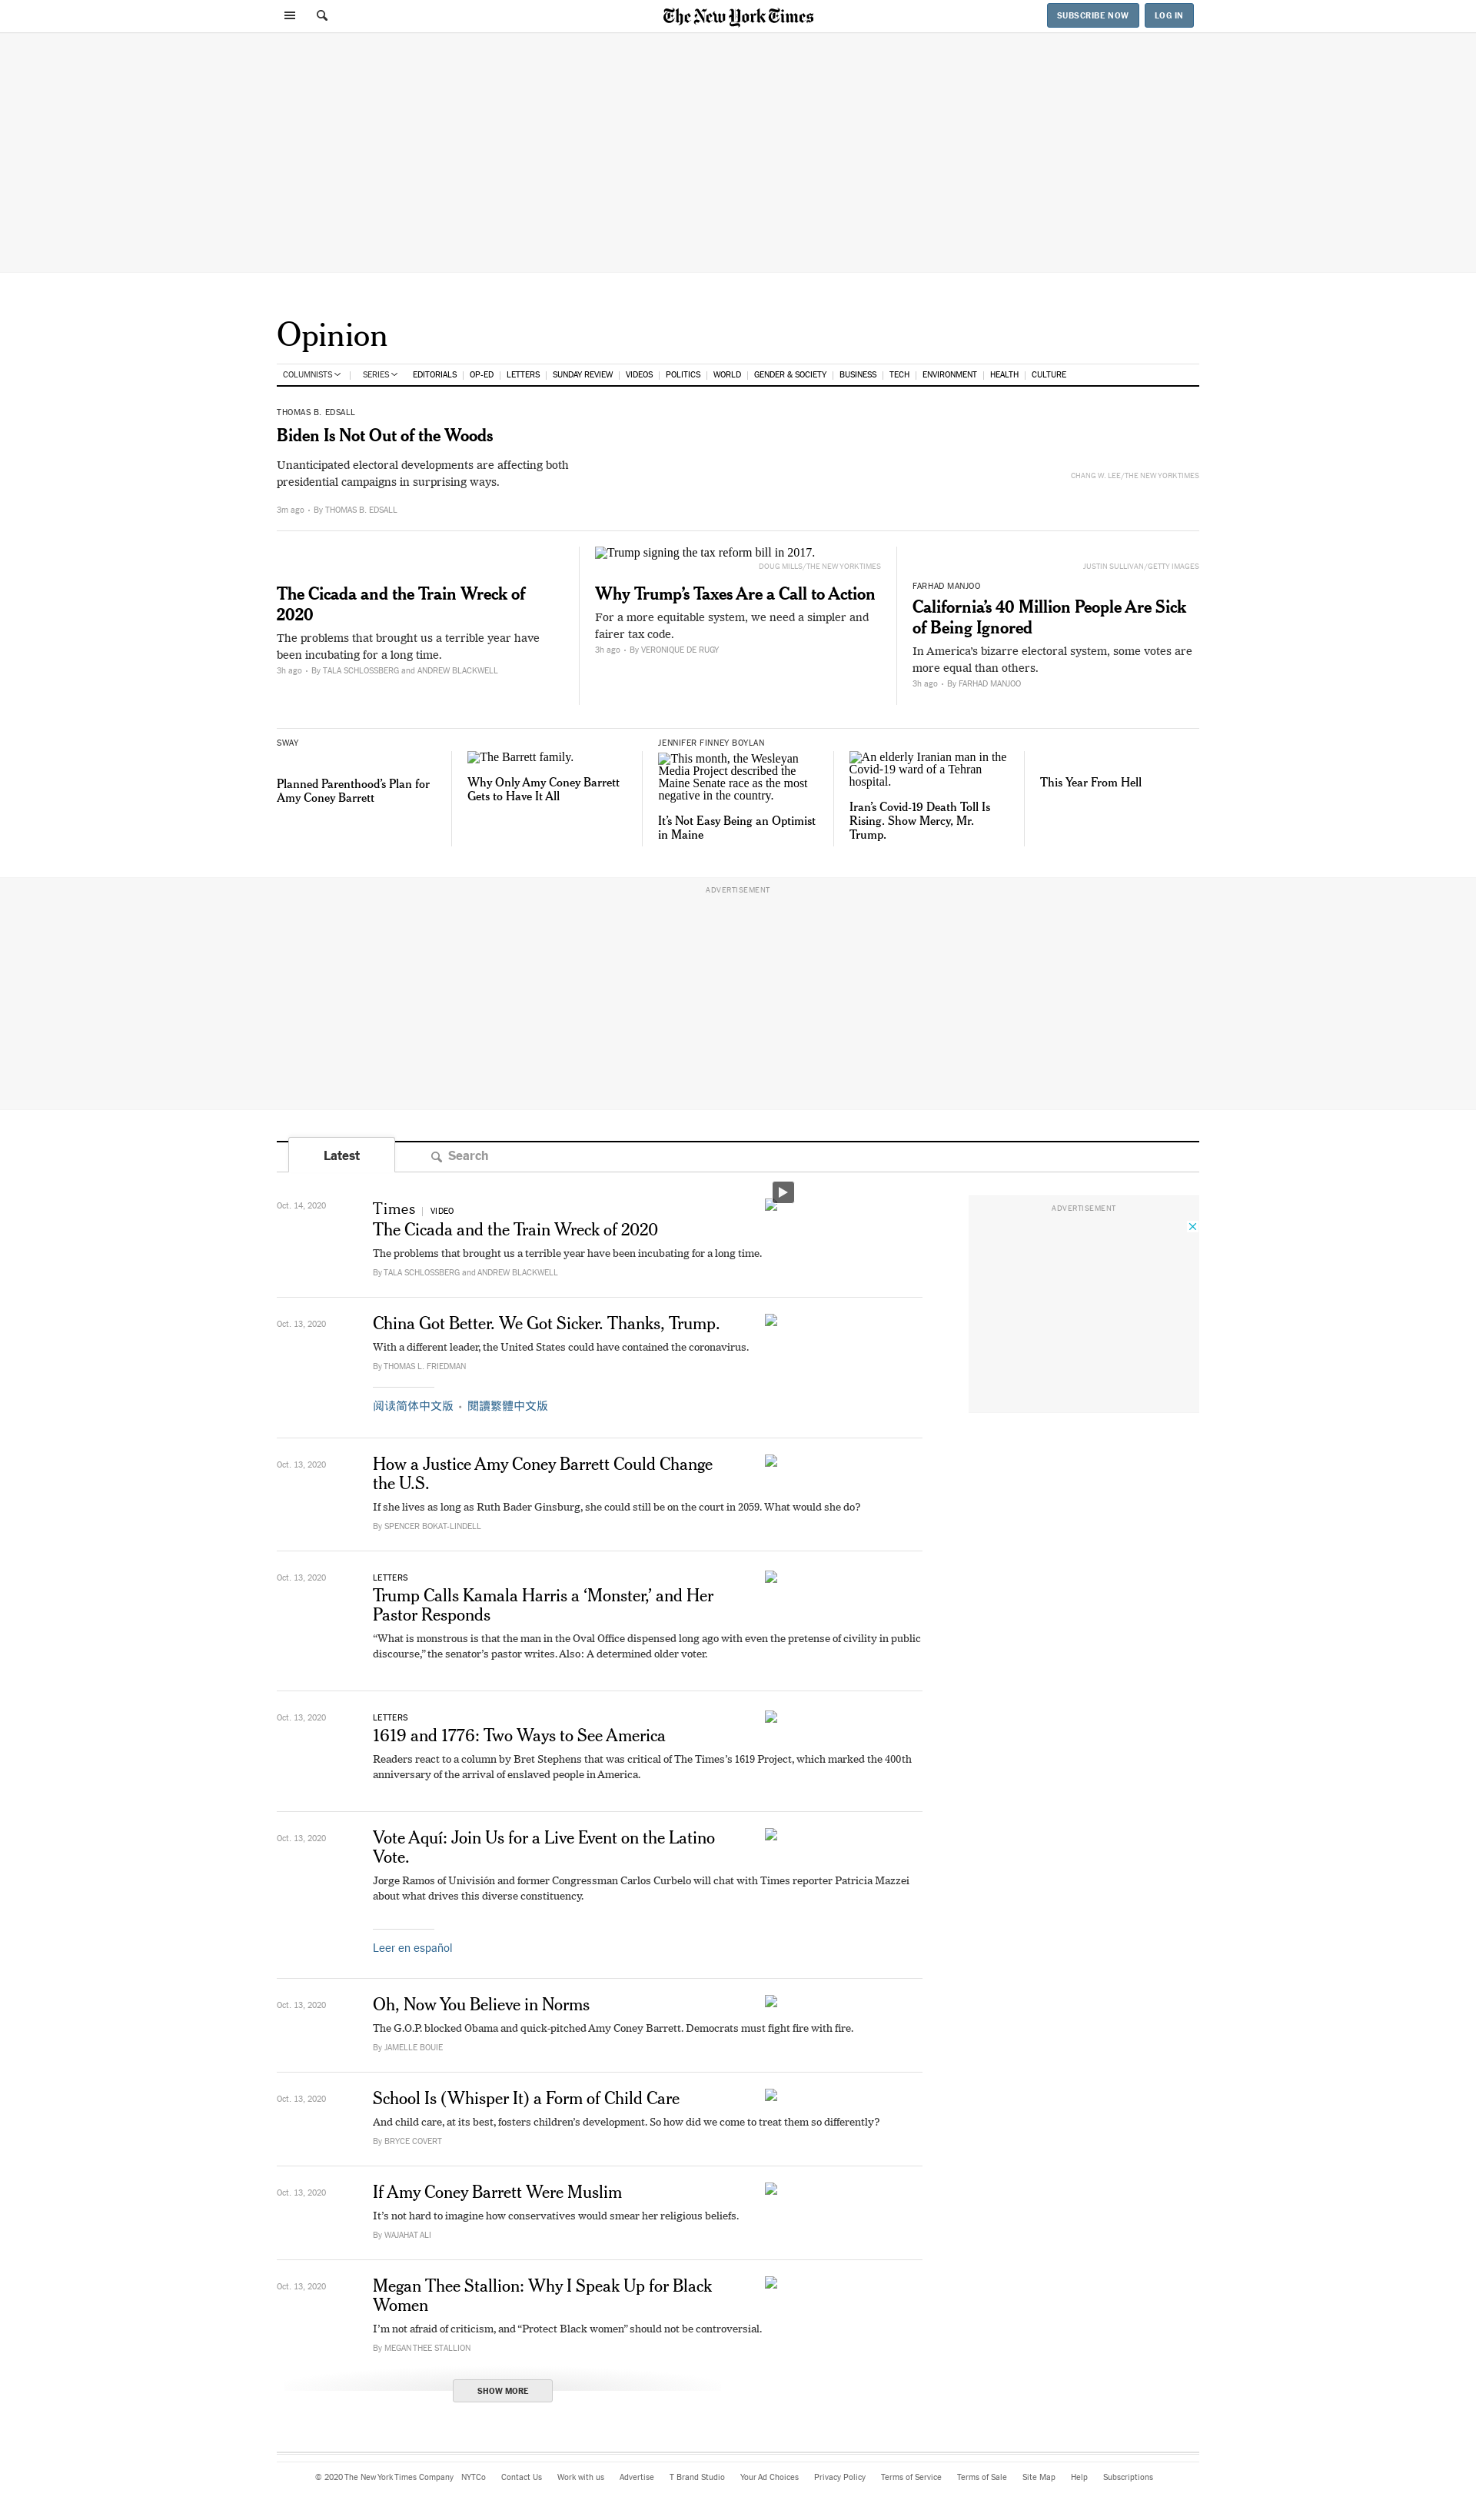 The New York Times
SUBSCRIBE NOW
LOG IN
Opinion
COLUMNISTS
SERIES
EDITORIALS
OP-ED
LETTERS
SUNDAY REVIEW
VIDEOS
POLITICS
WORLD
GENDER & SOCIETY
BUSINESS
TECH
ENVIRONMENT
HEALTH
CULTURE
THOMAS B. EDSALL
Biden Is Not Out of the Woods
Unanticipated electoral developments are affecting both
presidential campaigns in surprising ways.
3m ago • By THOMAS B. EDSALL
CHANG W. LEE/THE NEW YORK TIMES
The Cicada and the Train Wreck of
2020
The problems that brought us a terrible year have
been incubating for a long time.
3h ago • By TALA SCHLOSSBERG and ANDREW BLACKWELL
Trump signing the tax reform bill in 2017.
DOUG MILLS/THE NEW YORK TIMES
Why Trump’s Taxes Are a Call to Action
For a more equitable system, we need a simpler and
fairer tax code.
3h ago • By VERONIQUE DE RUGY
JUSTIN SULLIVAN/GETTY IMAGES
FARHAD MANJOO
California’s 40 Million People Are Sick
of Being Ignored
In America’s bizarre electoral system, some votes are
more equal than others.
3h ago • By FARHAD MANJOO
SWAY
Planned Parenthood’s Plan for
Amy Coney Barrett
The Barrett family.
Why Only Amy Coney Barrett
Gets to Have It All
JENNIFER FINNEY BOYLAN
This month, the Wesleyan
Media Project described the
Maine Senate race as the most
negative in the country.
It’s Not Easy Being an Optimist
in Maine
An elderly Iranian man in the
Covid-19 ward of a Tehran
hospital.
Iran’s Covid-19 Death Toll Is
Rising. Show Mercy, Mr.
Trump.
This Year From Hell
ADVERTISEMENT
Latest
Search
ADVERTISEMENT
Oct. 14, 2020
Times | VIDEO
The Cicada and the Train Wreck of 2020
The problems that brought us a terrible year have been incubating for a long time.
By TALA SCHLOSSBERG and ANDREW BLACKWELL
Oct. 13, 2020
China Got Better. We Got Sicker. Thanks, Trump.
With a different leader, the United States could have contained the coronavirus.
By THOMAS L. FRIEDMAN
阅读简体中文版 • 閱讀繁體中文版
Oct. 13, 2020
How a Justice Amy Coney Barrett Could Change
the U.S.
If she lives as long as Ruth Bader Ginsburg, she could still be on the court in 2059. What would she do?
By SPENCER BOKAT-LINDELL
Oct. 13, 2020
LETTERS
Trump Calls Kamala Harris a ‘Monster,’ and Her
Pastor Responds
“What is monstrous is that the man in the Oval Office dispensed long ago with even the pretense of civility in public
discourse,” the senator’s pastor writes. Also: A determined older voter.
Oct. 13, 2020
LETTERS
1619 and 1776: Two Ways to See America
Readers react to a column by Bret Stephens that was critical of The Times’s 1619 Project, which marked the 400th
anniversary of the arrival of enslaved people in America.
Oct. 13, 2020
Vote Aquí: Join Us for a Live Event on the Latino
Vote.
Jorge Ramos of Univisión and former Congressman Carlos Curbelo will chat with Times reporter Patricia Mazzei
about what drives this diverse constituency.
Leer en español
Oct. 13, 2020
Oh, Now You Believe in Norms
The G.O.P. blocked Obama and quick-pitched Amy Coney Barrett. Democrats must fight fire with fire.
By JAMELLE BOUIE
Oct. 13, 2020
School Is (Whisper It) a Form of Child Care
And child care, at its best, fosters children’s development. So how did we come to treat them so differently?
By BRYCE COVERT
Oct. 13, 2020
If Amy Coney Barrett Were Muslim
It’s not hard to imagine how conservatives would smear her religious beliefs.
By WAJAHAT ALI
Oct. 13, 2020
Megan Thee Stallion: Why I Speak Up for Black
Women
I’m not afraid of criticism, and “Protect Black women” should not be controversial.
By MEGAN THEE STALLION
SHOW MORE
© 2020 The New York Times Company NYTCo Contact Us Work with us Advertise T Brand Studio Your Ad Choices Privacy Policy Terms of Service Terms of Sale Site Map Help Subscriptions